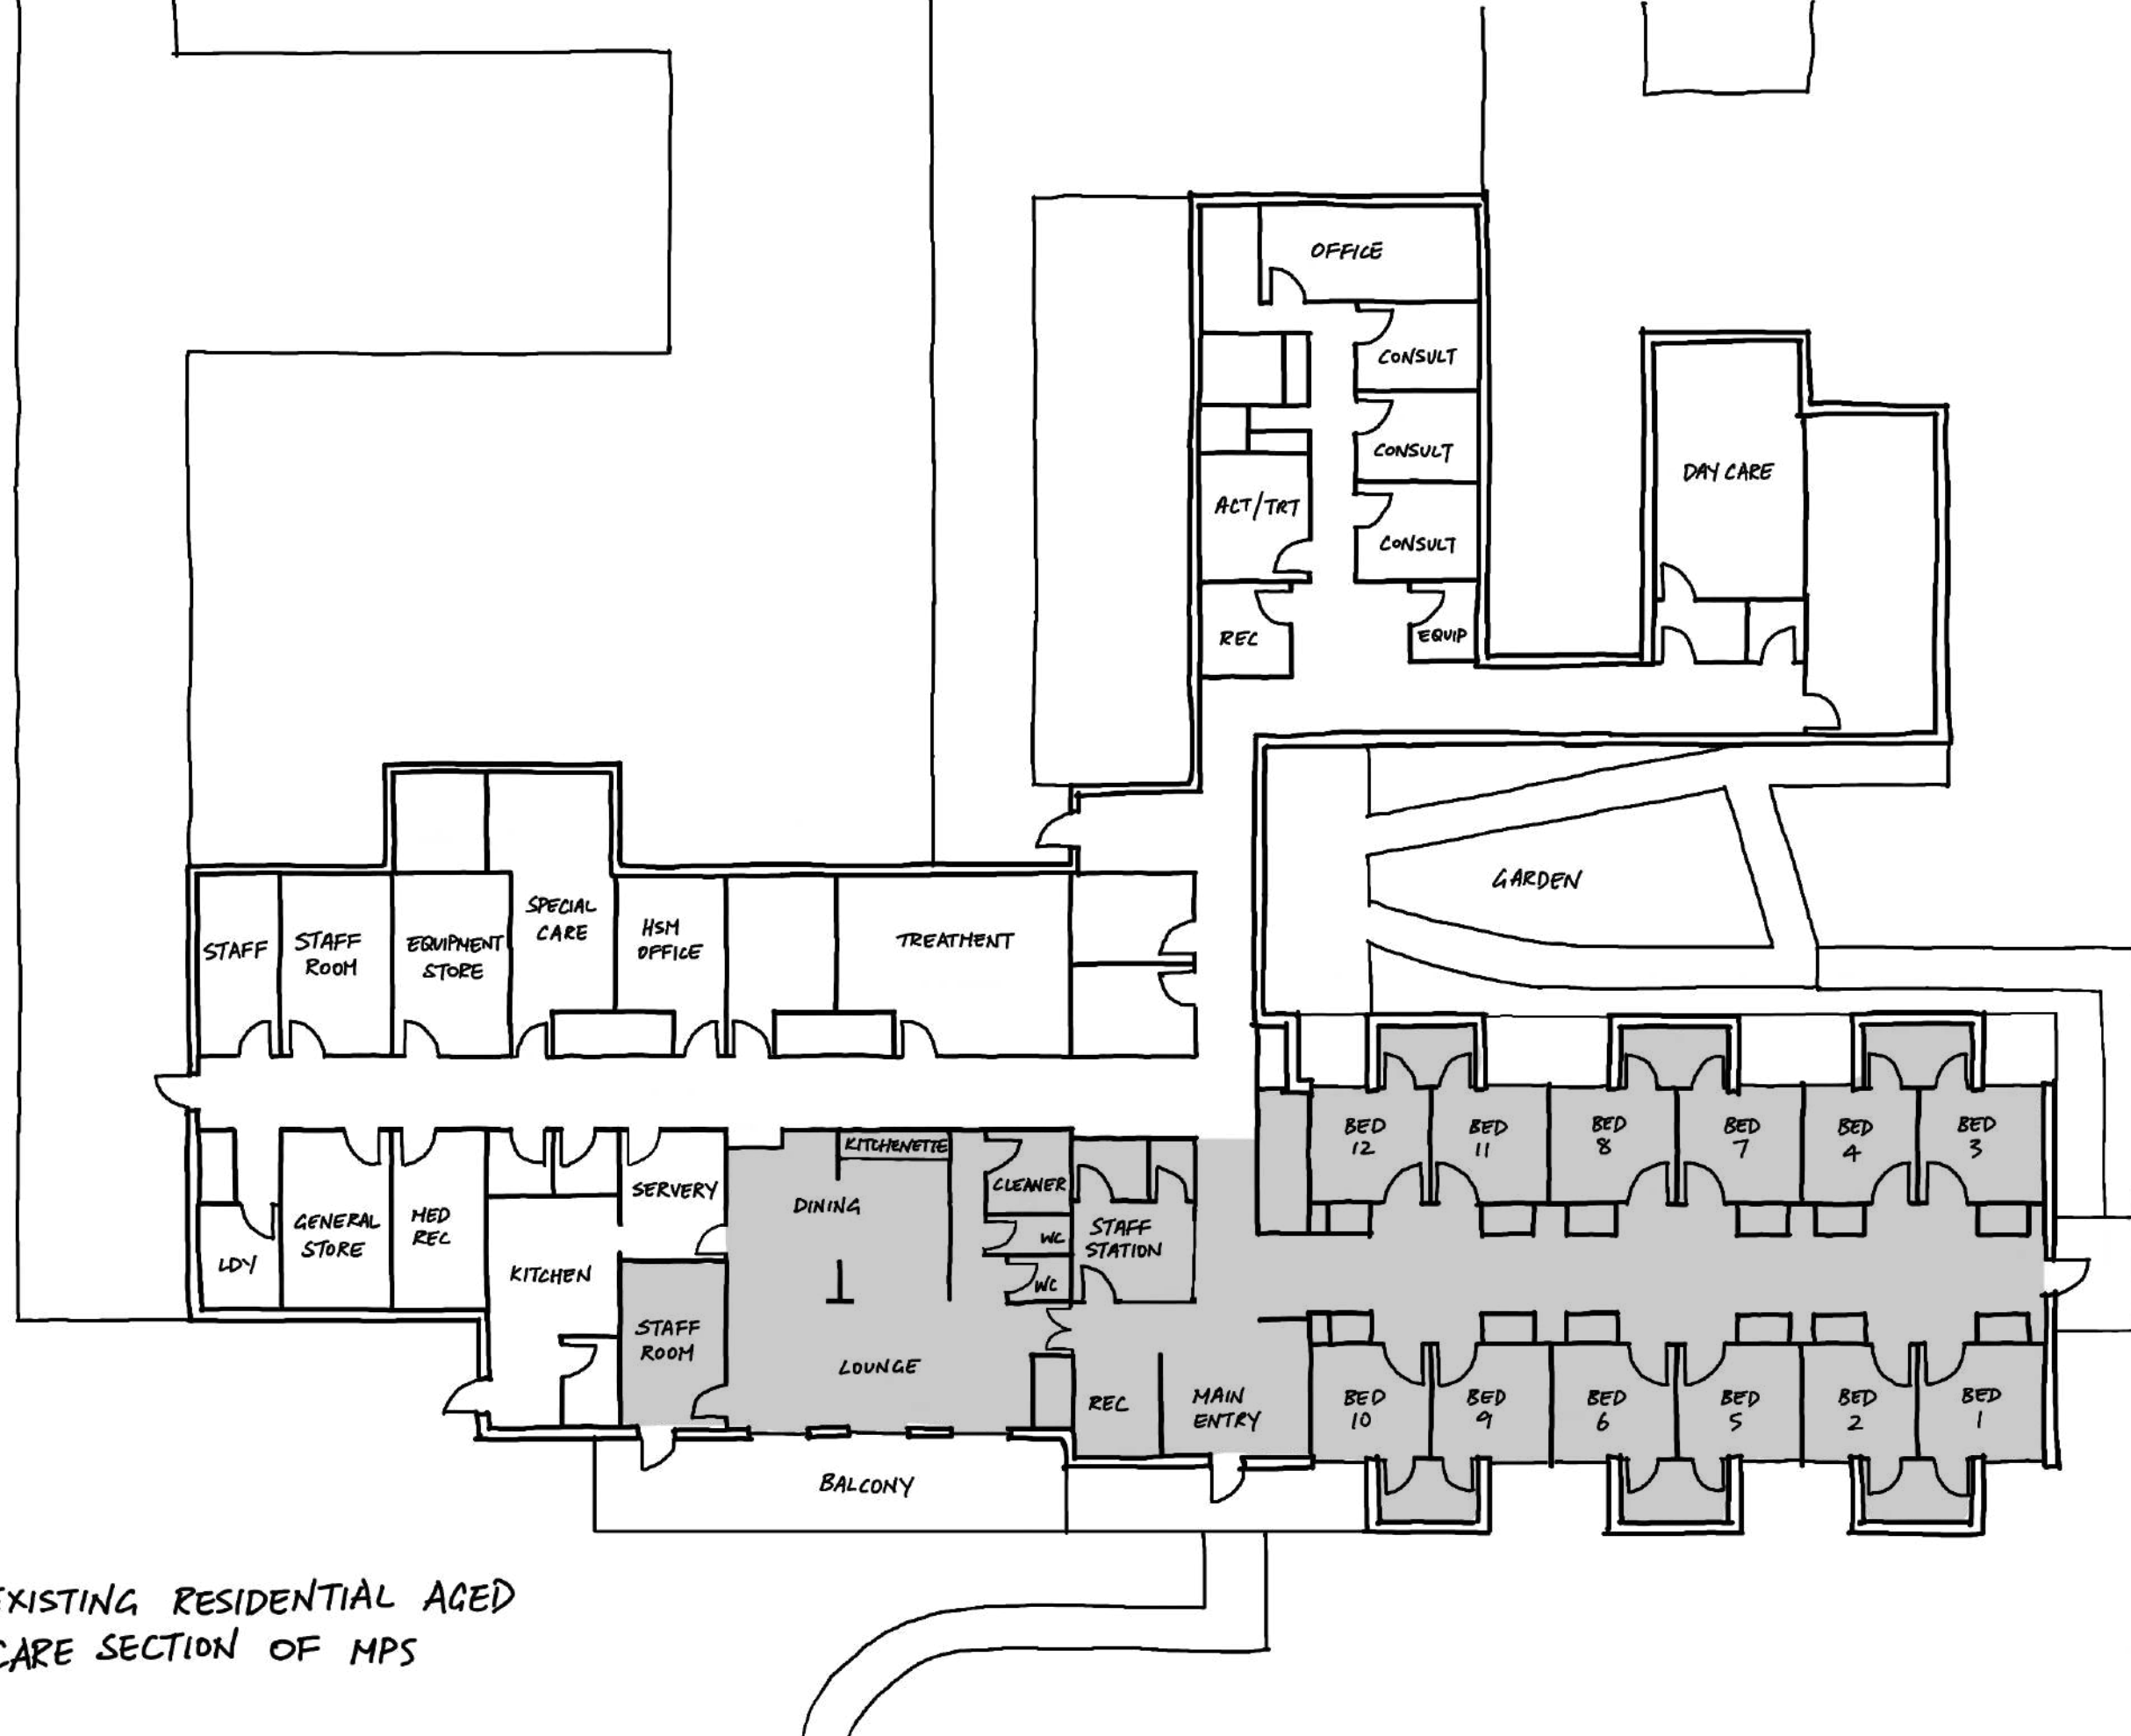 OFFICE
CONSULT
CONSULT
DAY CARE
ACT/TRT
CONSULT
REC
EQUIP
GARDEN
STAFF
STAFF
ROOM
EQUIPMENT
STORE
SPECIAL
CARE
HSM
OFFICE
TREATMENT
BED
12
BED
11
BED
8
BED
7
BED
4
BED
3
KITCHENETTE
CLEANER
SERVERY
DINING
WC
WC
STAFF
STATION
LDY
GENERAL
STORE
MED
REC
KITCHEN
STAFF
ROOM
LOUNGE
REC
MAIN
ENTRY
BED
10
BED
9
BED
6
BED
5
BED
2
BED
1
BALCONY
EXISTING RESIDENTIAL AGED
CARE SECTION OF MPS